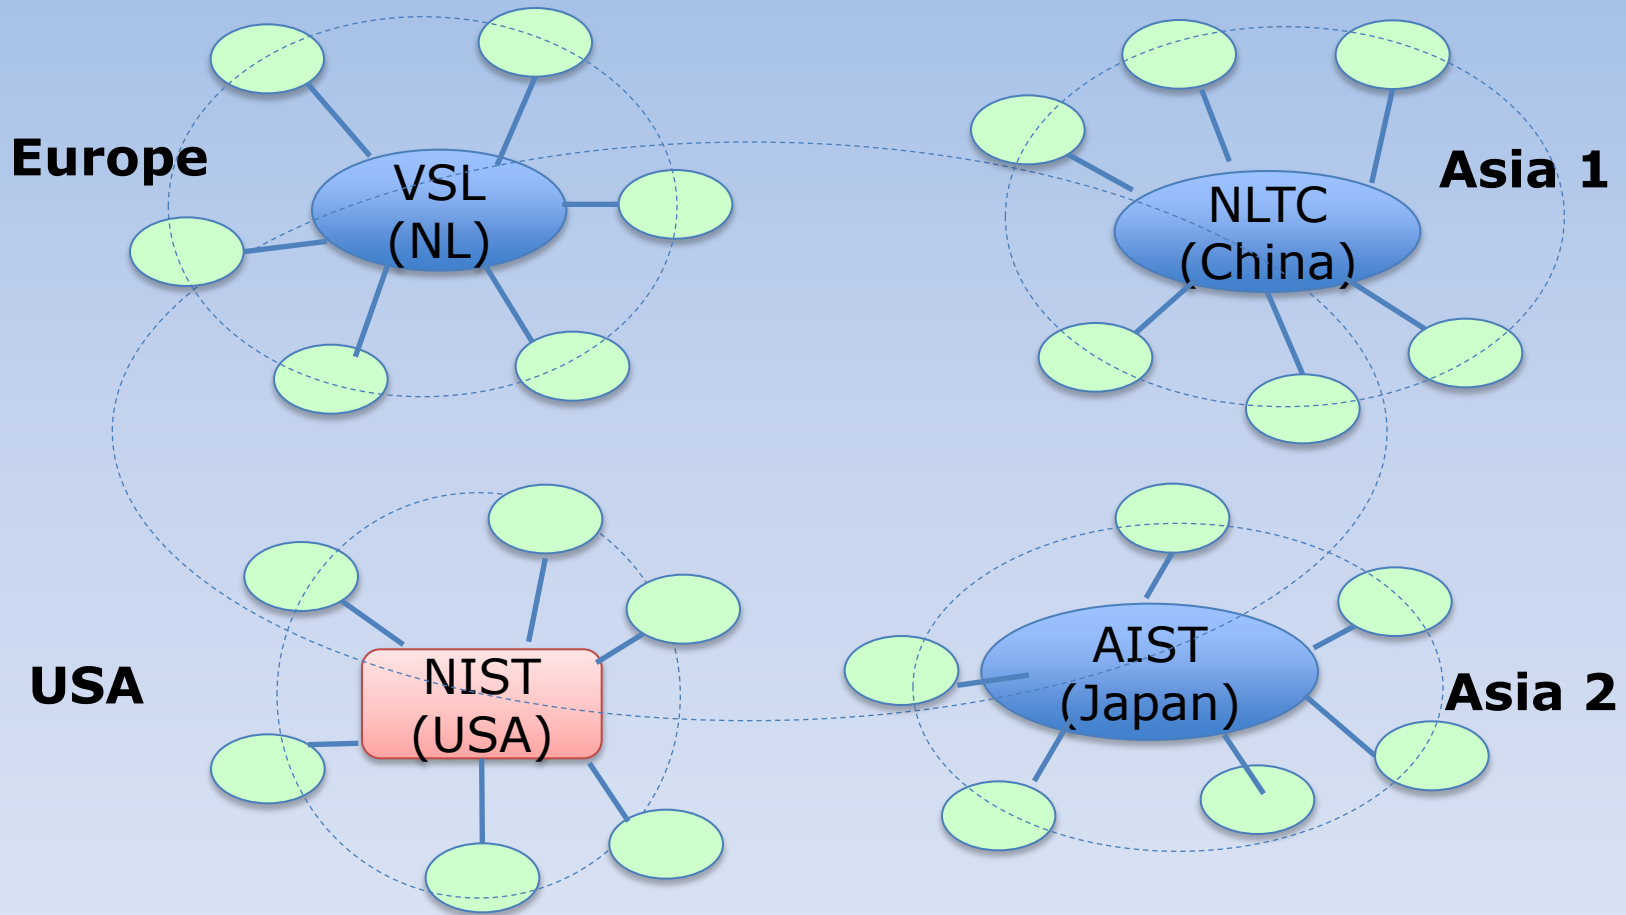 Europe
VSL
(NL)
NLTC
(China)
Asia 1
USA
NIST
(USA)
AIST
(Japan)
Asia 2